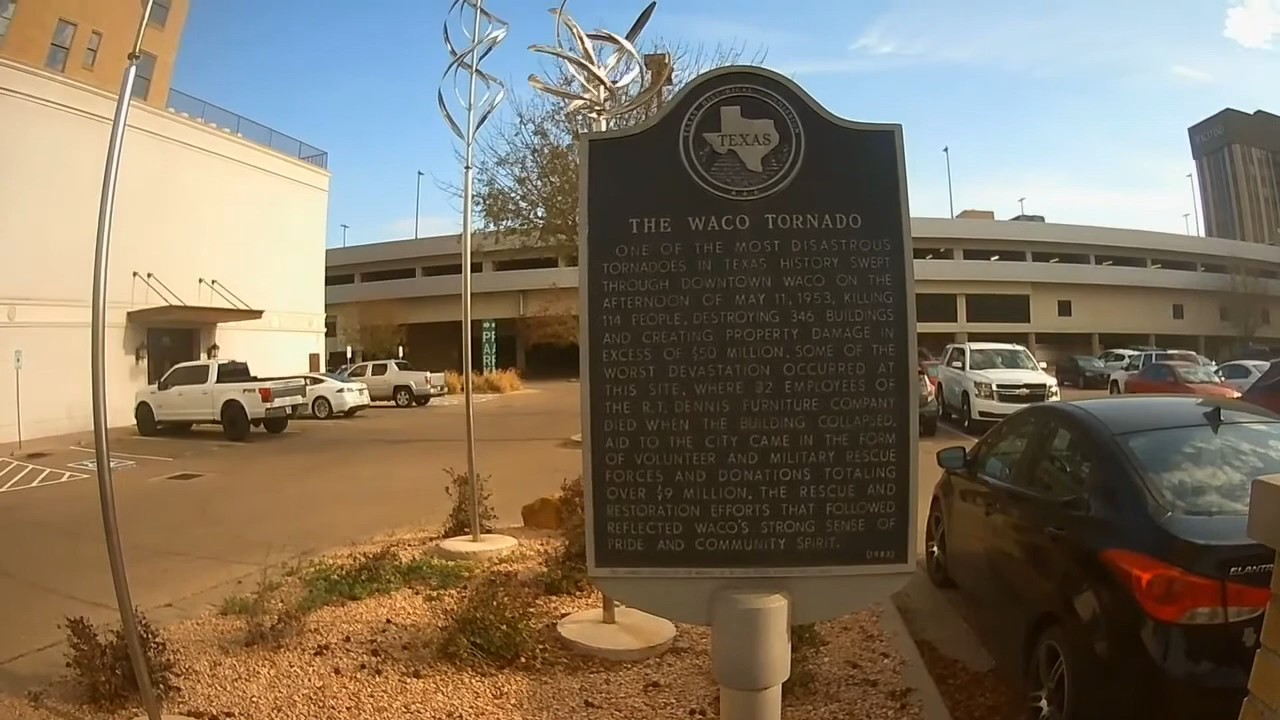 TEXAS HISTORICAL COMMISSION
TEXAS
THE WACO TORNADO
ONE OF THE MOST DISASTROUS
TORNADOES IN TEXAS HISTORY SWEPT
THROUGH DOWNTOWN WACO ON THE
AFTERNOON OF MAY 11, 1953, KILLING
114 PEOPLE, DESTROYING 346 BUILDINGS
AND CREATING PROPERTY DAMAGE IN
EXCESS OF $50 MILLION. SOME OF THE
WORST DEVASTATION OCCURRED AT
THIS SITE, WHERE 32 EMPLOYEES OF
THE R.T. DENNIS FURNITURE COMPANY
DIED WHEN THE BUILDING COLLAPSED.
AID TO THE CITY CAME IN THE FORM
OF VOLUNTEER AND MILITARY RESCUE
FORCES AND DONATIONS TOTALING
OVER $9 MILLION. THE RESCUE AND
RESTORATION EFFORTS THAT FOLLOWED
REFLECTED WACO'S STRONG SENSE OF
PRIDE AND COMMUNITY SPIRIT.
(1983)
ELANTRA